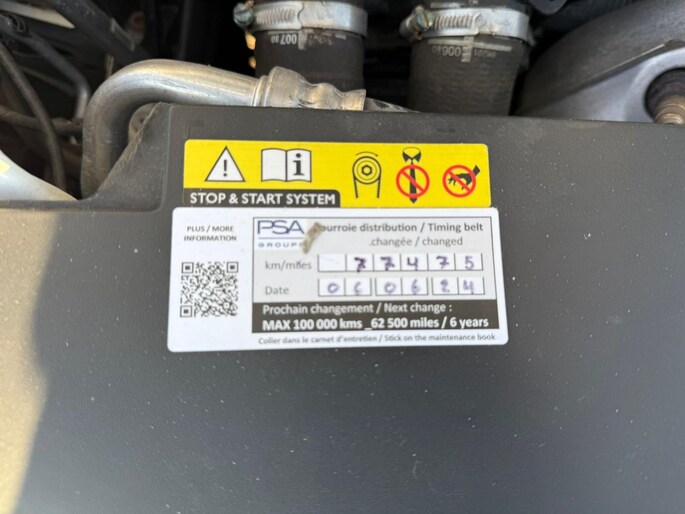 STOP & START SYSTEM
PLUS / MORE
INFORMATION
PSA
GROUPE
Courroie distribution / Timing belt
changée / changed
km/miles 77475
Date 060624
Prochain changement / Next change :
MAX 100 000 kms _62 500 miles / 6 years
Coller dans le carnet d'entretien / Stick on the maintenance book